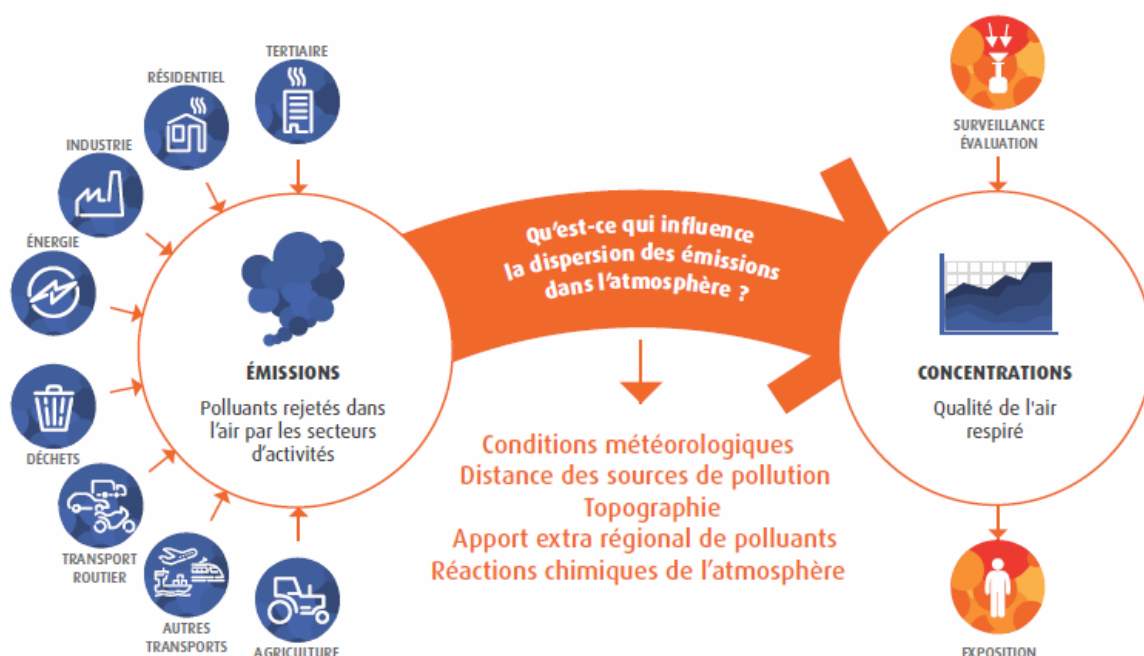 TERTIAIRE
RÉSIDENTIEL
INDUSTRIE
ÉNERGIE
DÉCHETS
TRANSPORT
ROUTIER
AUTRES
TRANSPORTS
AGRICULTURE
ÉMISSIONS
Polluants rejetés dans
l'air par les secteurs
d'activités
Qu'est-ce qui influence
la dispersion des émissions
dans l'atmosphère ?
Conditions météorologiques
Distance des sources de pollution
Topographie
Apport extra régional de polluants
Réactions chimiques de l'atmosphère
SURVEILLANCE
ÉVALUATION
CONCENTRATIONS
Qualité de l'air
respiré
EXPOSITION